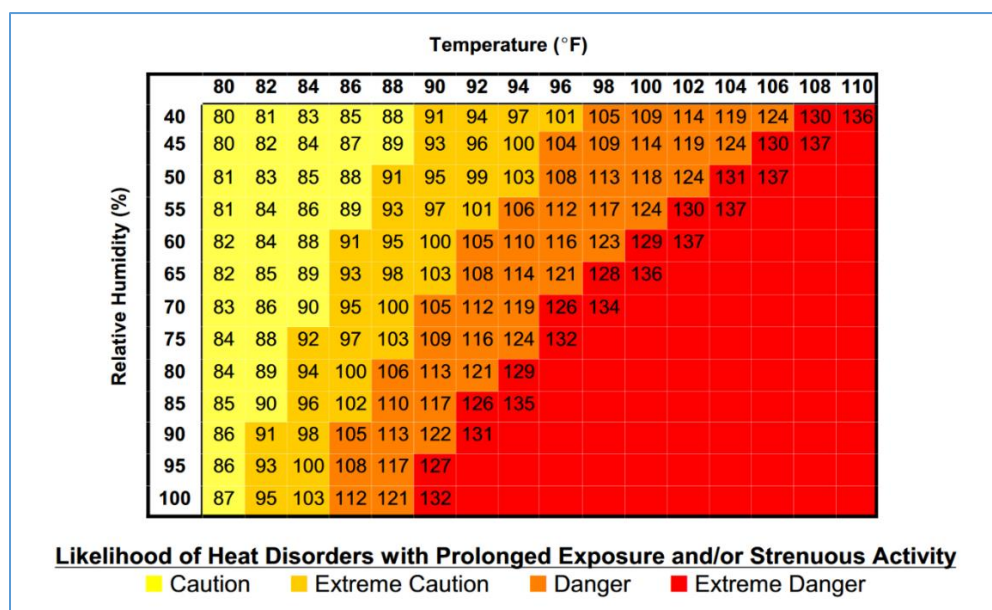 Temperature (°F)
80 82 84 86 88 90 92 94 96 98 100 102 104 106 108 110
Relative Humidity (%)
40 80 81 83 85 88 91 94 97 101 105 109 114 119 124 130 136
45 80 82 84 87 89 93 96 100 104 109 114 119 124 130 137
50 81 83 85 88 91 95 99 103 108 113 118 124 131 137
55 81 84 86 89 93 97 101 106 112 117 124 130 137
60 82 84 88 91 95 100 105 110 116 123 129 137
65 82 85 89 93 98 103 108 114 121 128 136
70 83 86 90 95 100 105 112 119 126 134
75 84 88 92 97 103 109 116 124 132
80 84 89 94 100 106 113 121 129
85 85 90 96 102 110 117 126 135
90 86 91 98 105 113 122 131
95 86 93 100 108 117 127
100 87 95 103 112 121 132
Likelihood of Heat Disorders with Prolonged Exposure and/or Strenuous Activity
Caution Extreme Caution Danger Extreme Danger